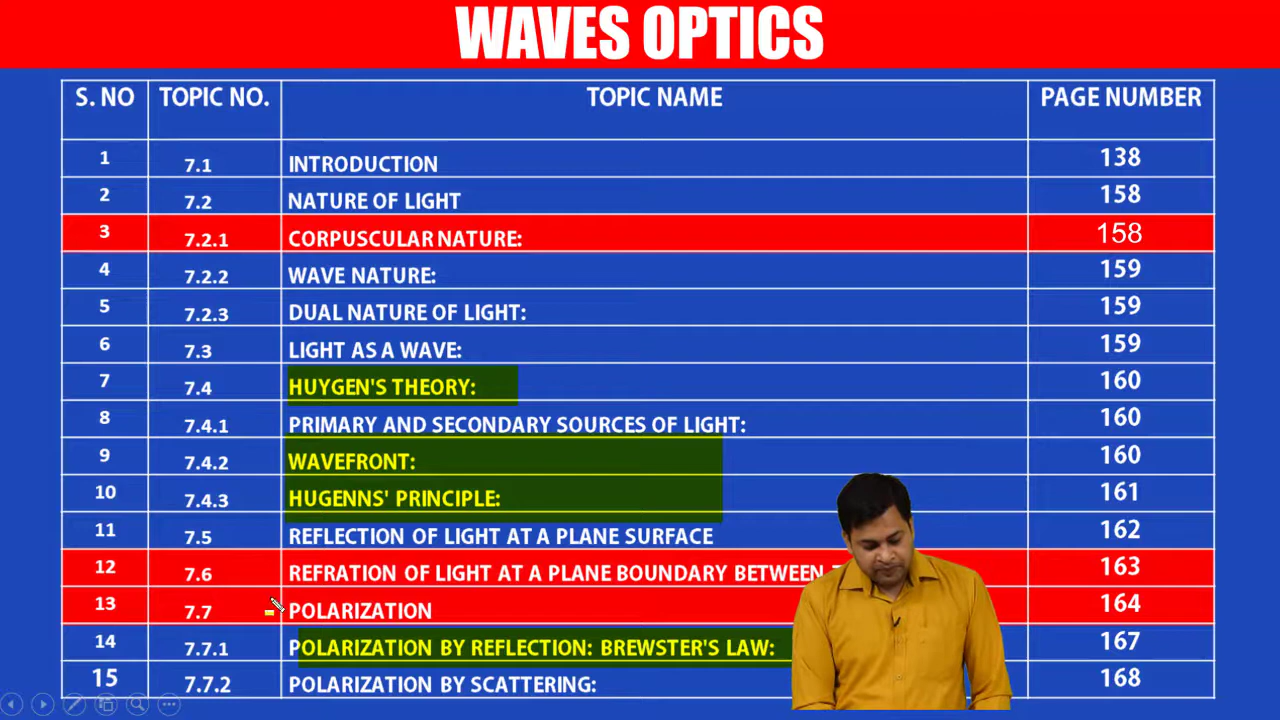 WAVES OPTICS
S. NO TOPIC NO. TOPIC NAME PAGE NUMBER
1 7.1 INTRODUCTION 138
2 7.2 NATURE OF LIGHT 158
3 7.2.1 CORPUSCULAR NATURE: 158
4 7.2.2 WAVE NATURE: 159
5 7.2.3 DUAL NATURE OF LIGHT: 159
6 7.3 LIGHT AS A WAVE: 159
7 7.4 HUYGEN'S THEORY: 160
8 7.4.1 PRIMARY AND SECONDARY SOURCES OF LIGHT: 160
9 7.4.2 WAVEFRONT: 160
10 7.4.3 HUGENNS' PRINCIPLE: 161
11 7.5 REFLECTION OF LIGHT AT A PLANE SURFACE 162
12 7.6 REFRATION OF LIGHT AT A PLANE BOUNDARY BETWEEN 163
13 7.7 POLARIZATION 164
14 7.7.1 POLARIZATION BY REFLECTION: BREWSTER'S LAW: 167
15 7.7.2 POLARIZATION BY SCATTERING: 168